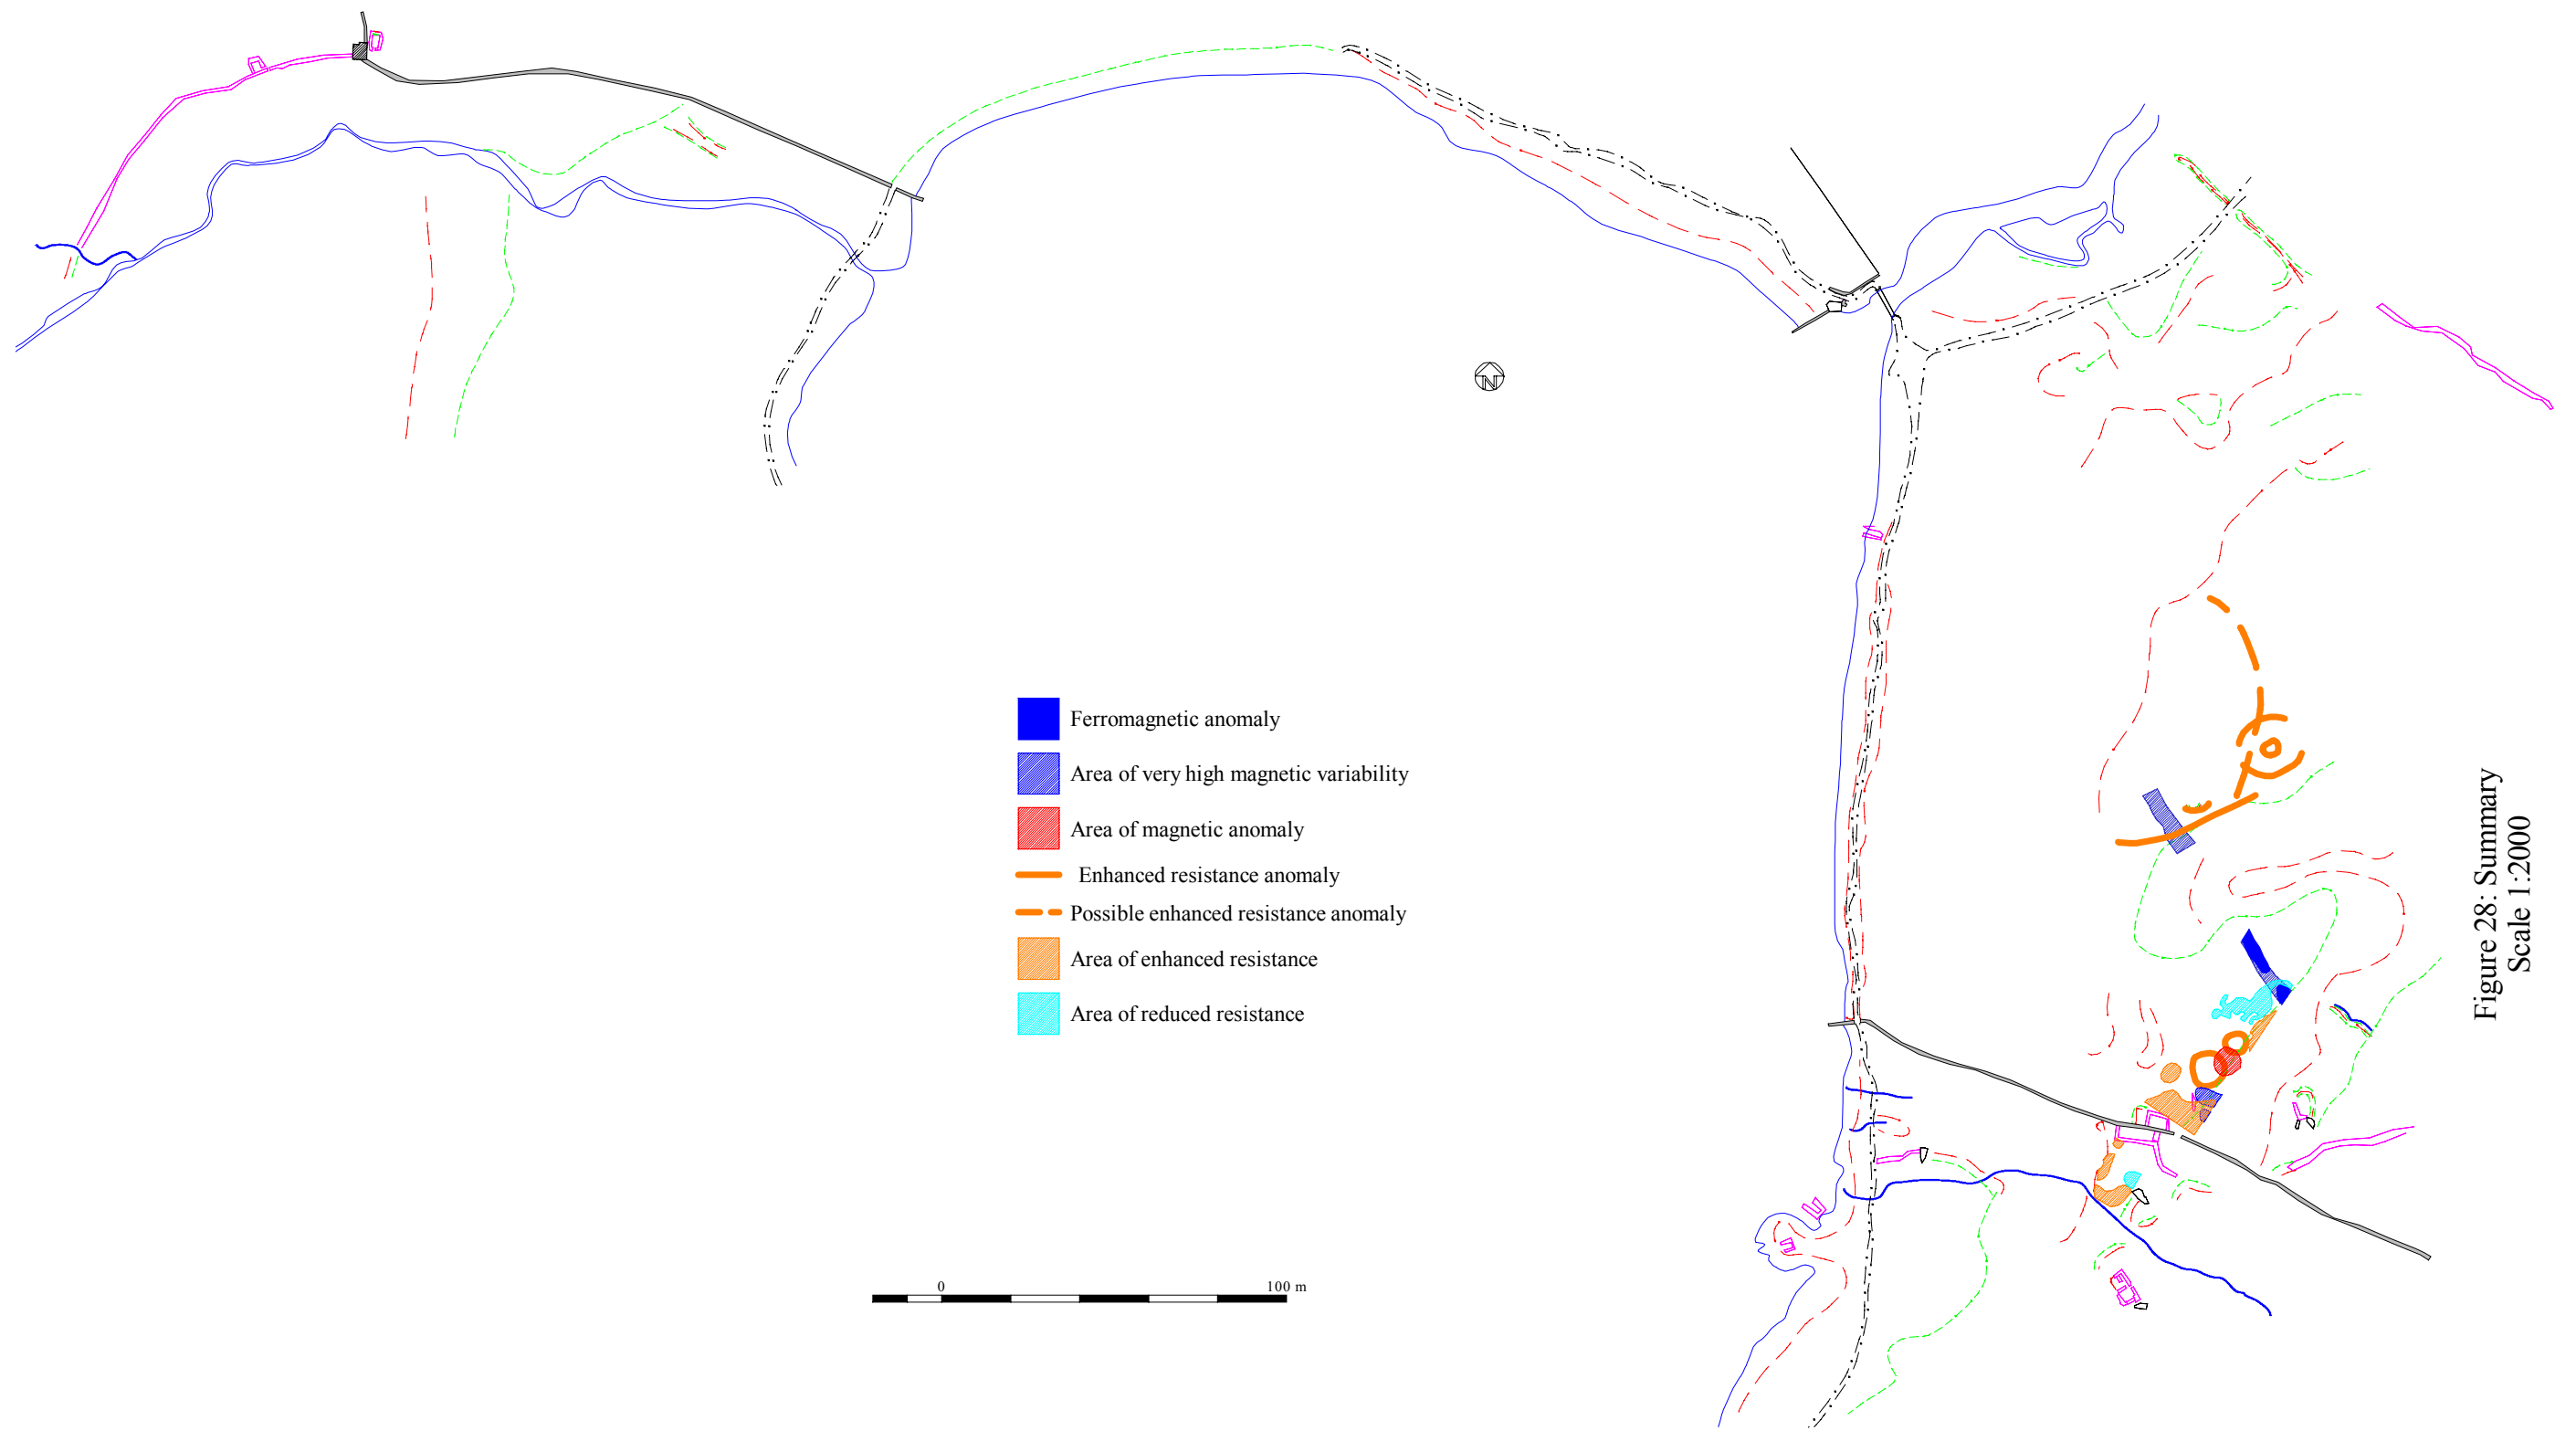 N
Ferromagnetic anomaly
Area of very high magnetic variability
Area of magnetic anomaly
Enhanced resistance anomaly
Possible enhanced resistance anomaly
Area of enhanced resistance
Area of reduced resistance
0 100 m
Figure 28: Summary
Scale 1:2000